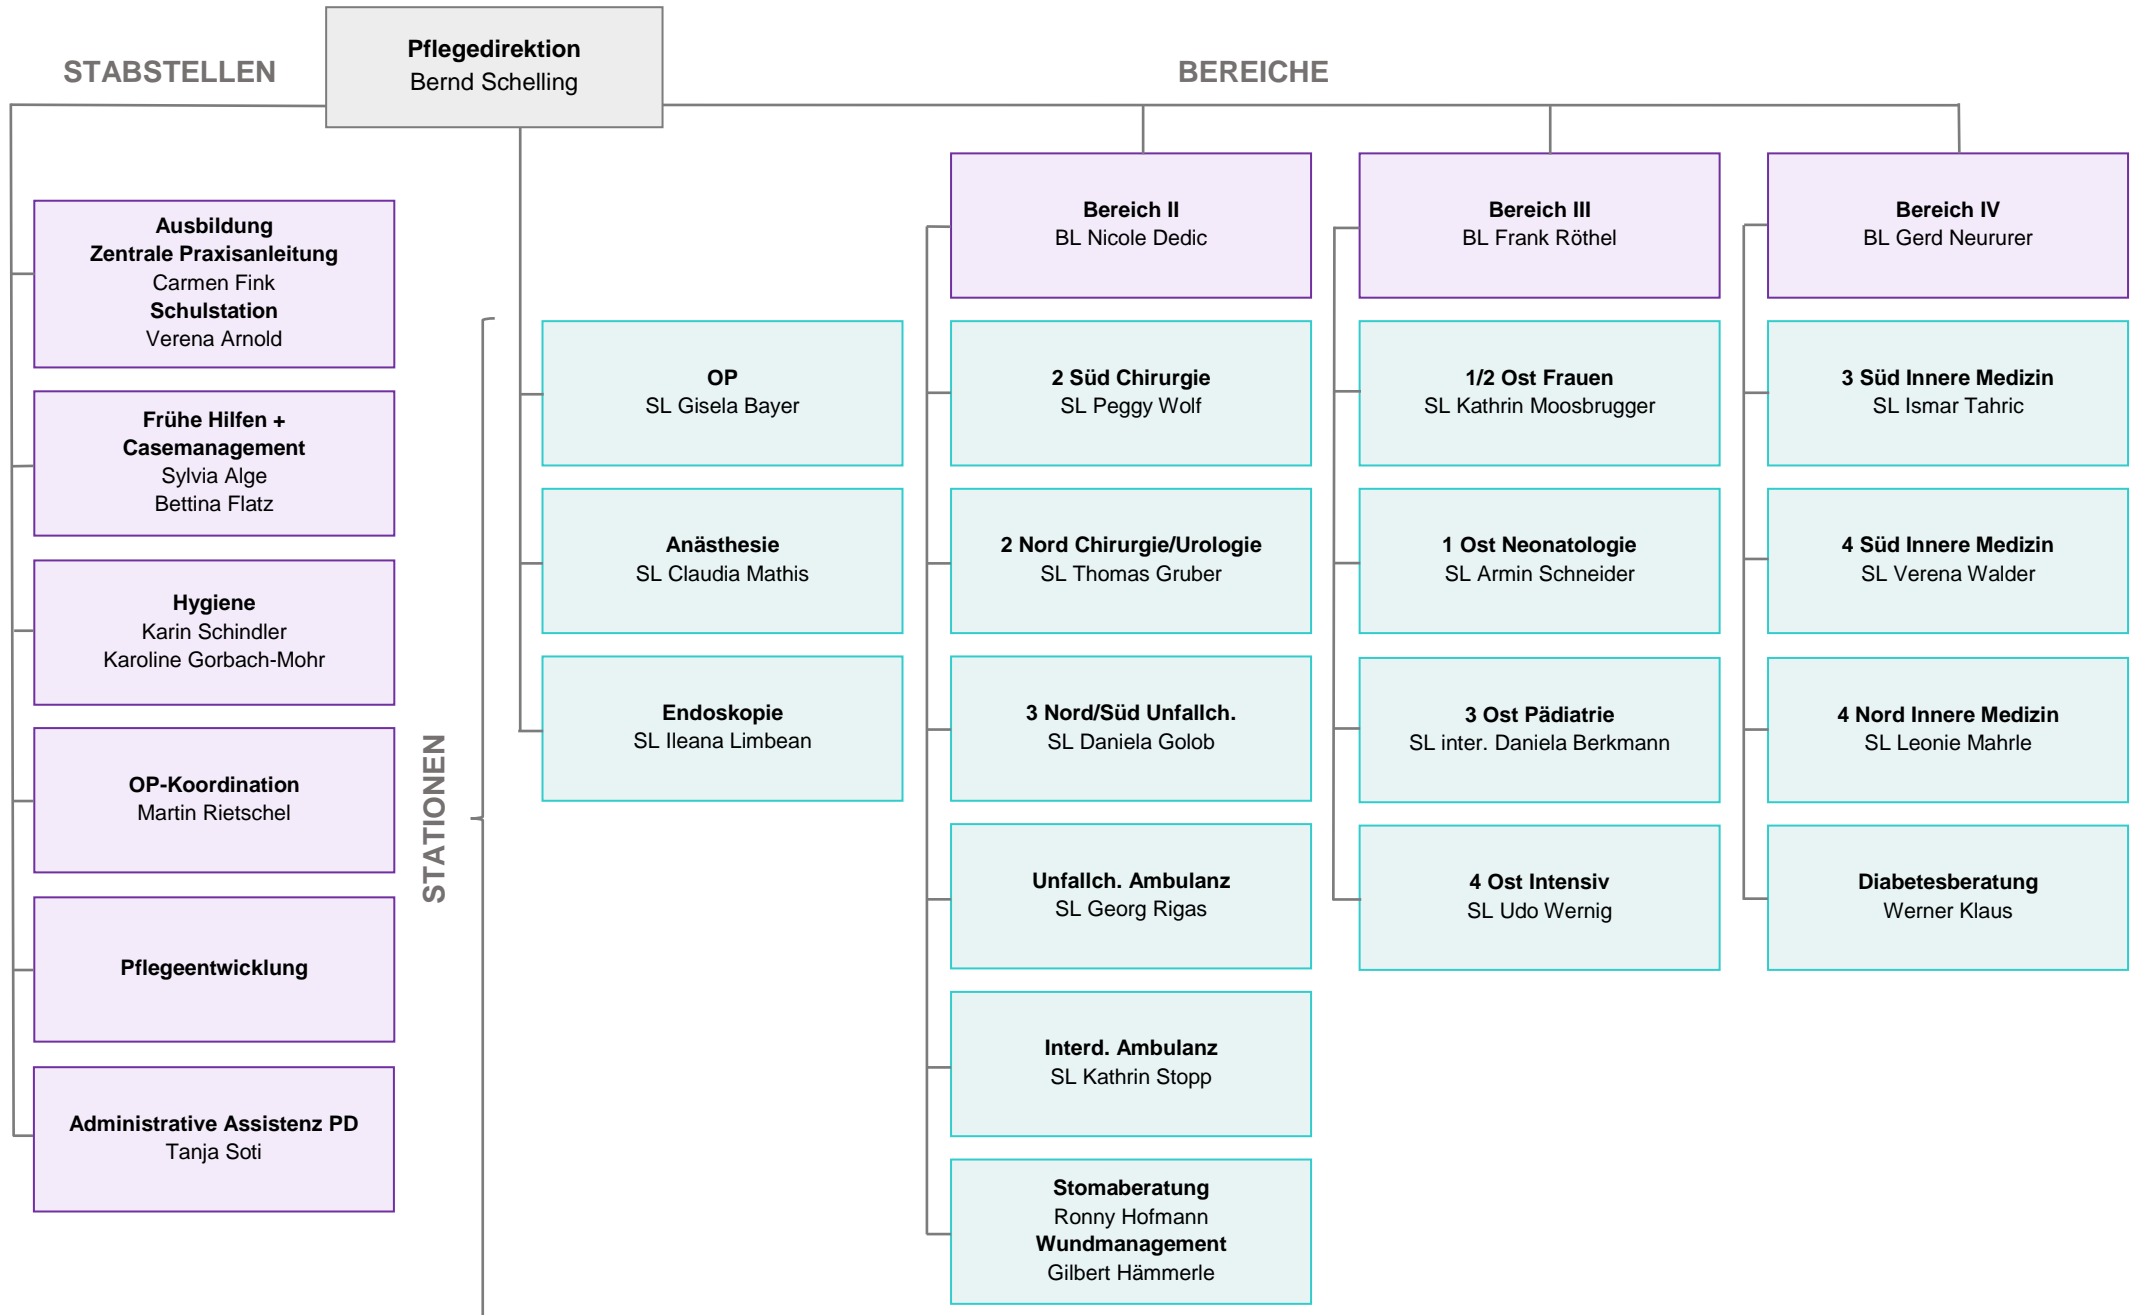 Pflegedirektion
Bernd Schelling
STABSTELLEN
BEREICHE
Ausbildung
Zentrale Praxisanleitung
Carmen Fink
Schulstation
Verena Arnold
Frühe Hilfen +
Casemanagement
Sylvia Alge
Bettina Flatz
Hygiene
Karin Schindler
Karoline Gorbach-Mohr
OP-Koordination
Martin Rietschel
Pflegeentwicklung
Administrative Assistenz PD
Tanja Soti
STATIONEN
OP
SL Gisela Bayer
Anästhesie
SL Claudia Mathis
Endoskopie
SL Ileana Limbean
Bereich II
BL Nicole Dedic
2 Süd Chirurgie
SL Peggy Wolf
2 Nord Chirurgie/Urologie
SL Thomas Gruber
3 Nord/Süd Unfallch.
SL Daniela Golob
Unfallch. Ambulanz
SL Georg Rigas
Interd. Ambulanz
SL Kathrin Stopp
Stomaberatung
Ronny Hofmann
Wundmanagement
Gilbert Hämmerle
Bereich III
BL Frank Röthel
1/2 Ost Frauen
SL Kathrin Moosbrugger
1 Ost Neonatologie
SL Armin Schneider
3 Ost Pädiatrie
SL inter. Daniela Berkmann
4 Ost Intensiv
SL Udo Wernig
Bereich IV
BL Gerd Neururer
3 Süd Innere Medizin
SL Ismar Tahric
4 Süd Innere Medizin
SL Verena Walder
4 Nord Innere Medizin
SL Leonie Mahrle
Diabetesberatung
Werner Klaus